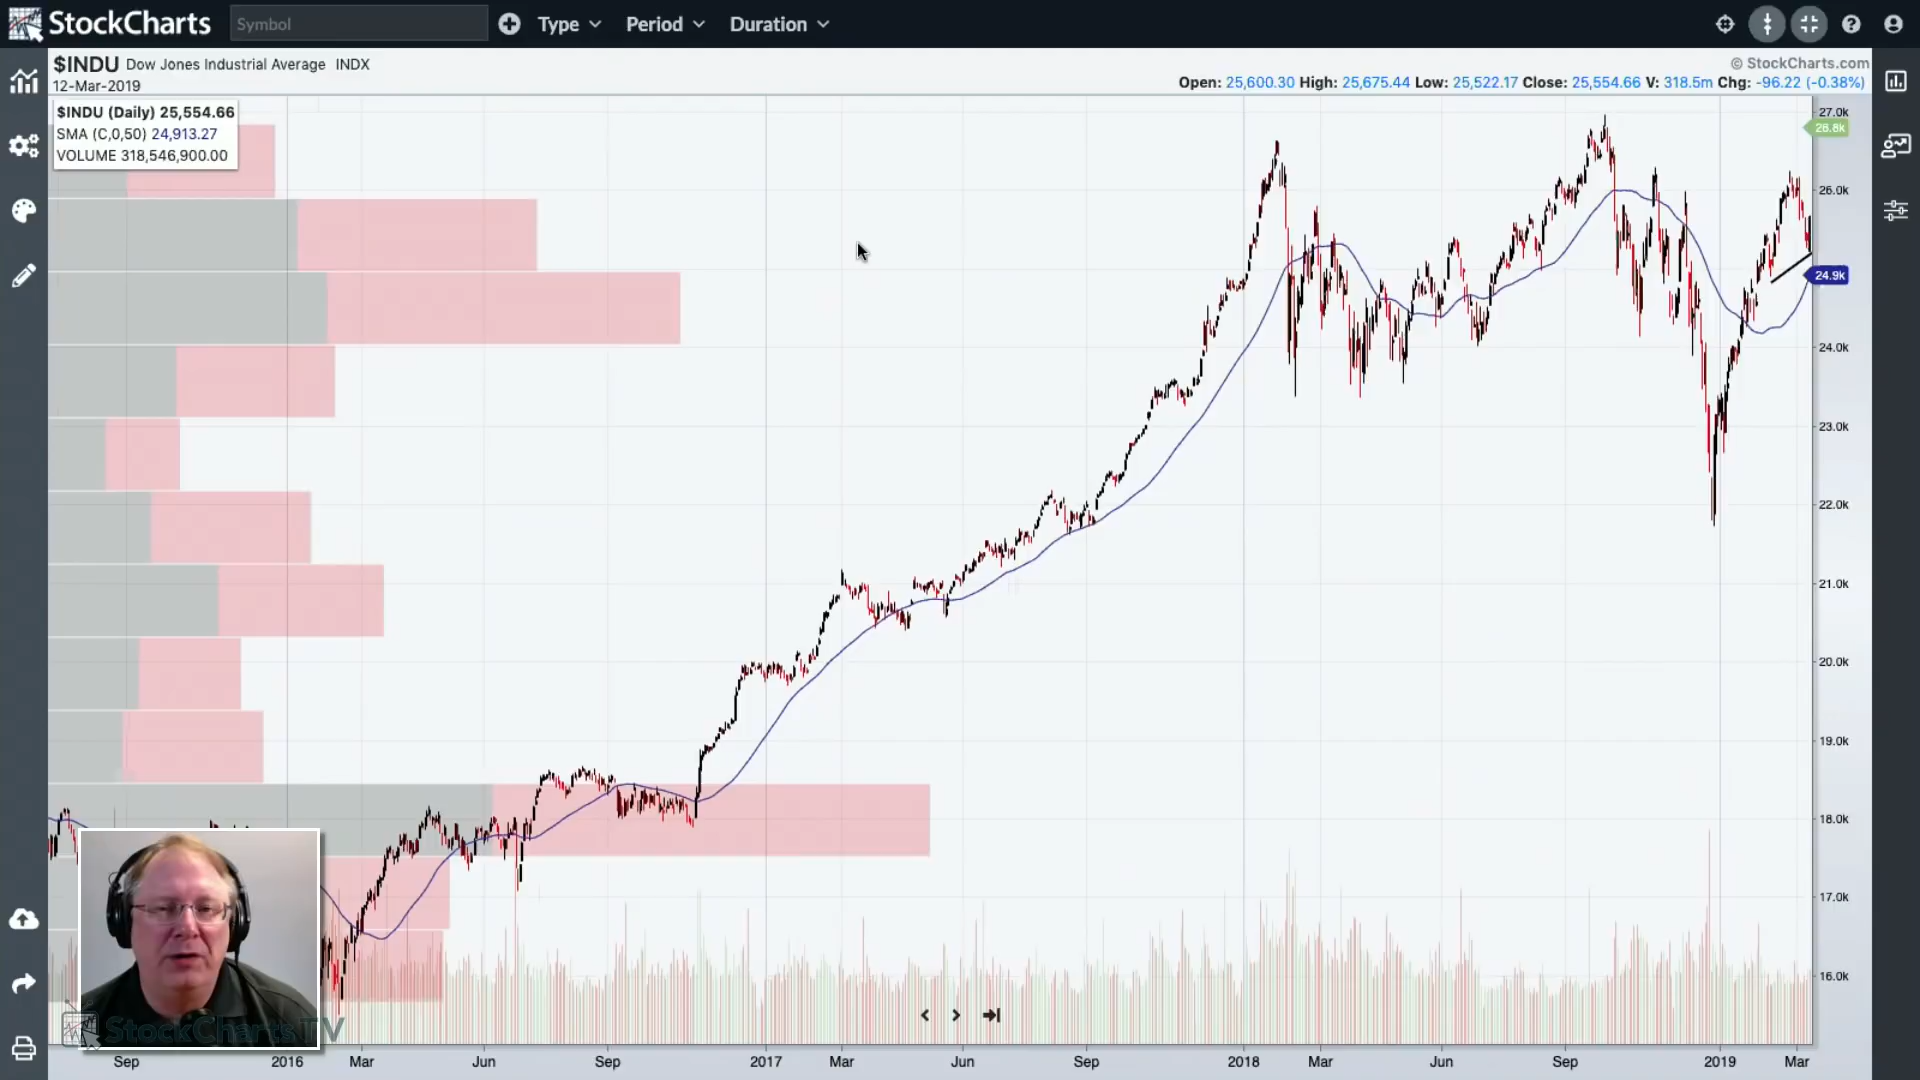 StockCharts
Symbol
Type
Period
Duration
$INDU Dow Jones Industrial Average INDX
© StockCharts.com
12-Mar-2019
Open: 25,600.30 High: 25,675.44 Low: 25,522.17 Close: 25,554.66 V: 318.5m Chg: -96.22 (-0.38%)
$INDU (Daily) 25,554.66
SMA (C,0,50) 24,913.27
VOLUME 318,546,900.00
27.0k
26.8k
26.0k
24.9k
24.0k
23.0k
22.0k
21.0k
20.0k
19.0k
18.0k
17.0k
16.0k
StockCharts TV
Sep 2016 Mar Jun Sep 2017 Mar Jun Sep 2018 Mar Jun Sep 2019 Mar